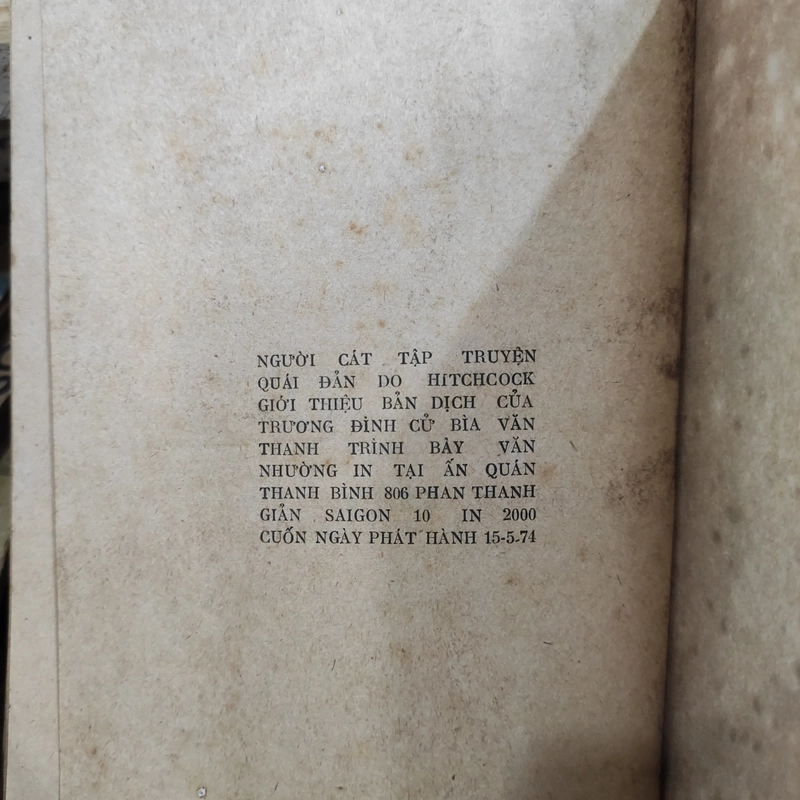 NGƯỜI CÁT TẬP TRUYỆN
QUÁI ĐẢN DO HITCHCOCK
GIỚI THIỆU BẢN DỊCH CỦA
TRƯƠNG ĐÌNH CỬ BÌA VĂN
THANH TRÌNH BÀY VĂN
NHƯỜNG IN TẠI ẤN QUÁN
THANH BÌNH 806 PHAN THANH
GIẢN SAIGON 10 IN 2000
CUỐN NGÀY PHÁT HÀNH 15-5-74